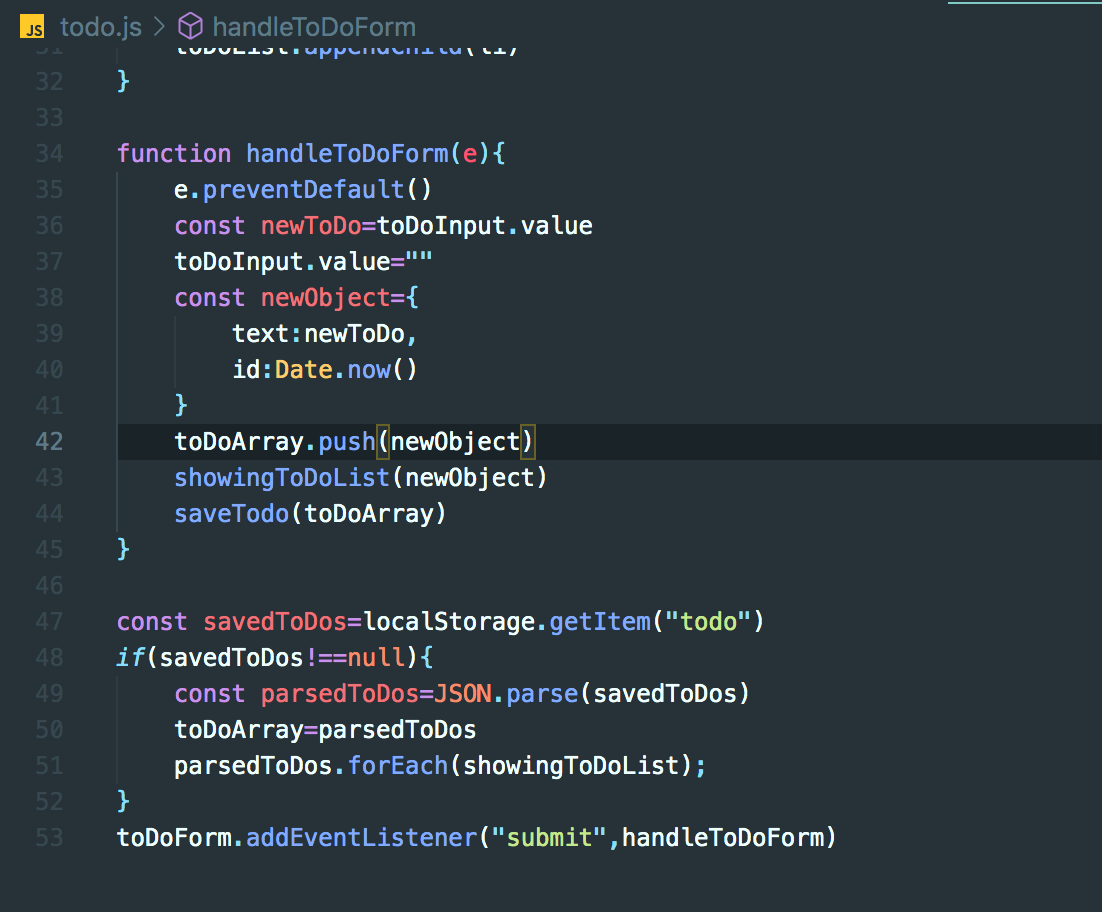 JS todo.js > handleToDoForm
31 toDoList.appendChild(li)
32 }
33
34 function handleToDoForm(e){
35 e.preventDefault()
36 const newToDo=toDoInput.value
37 toDoInput.value=""
38 const newObject={
39 text:newToDo,
40 id:Date.now()
41 }
42 toDoArray.push(newObject)
43 showingToDoList(newObject)
44 saveTodo(toDoArray)
45 }
46
47 const savedToDos=localStorage.getItem("todo")
48 if(savedToDos!==null){
49 const parsedToDos=JSON.parse(savedToDos)
50 toDoArray=parsedToDos
51 parsedToDos.forEach(showingToDoList);
52 }
53 toDoForm.addEventListener("submit",handleToDoForm)